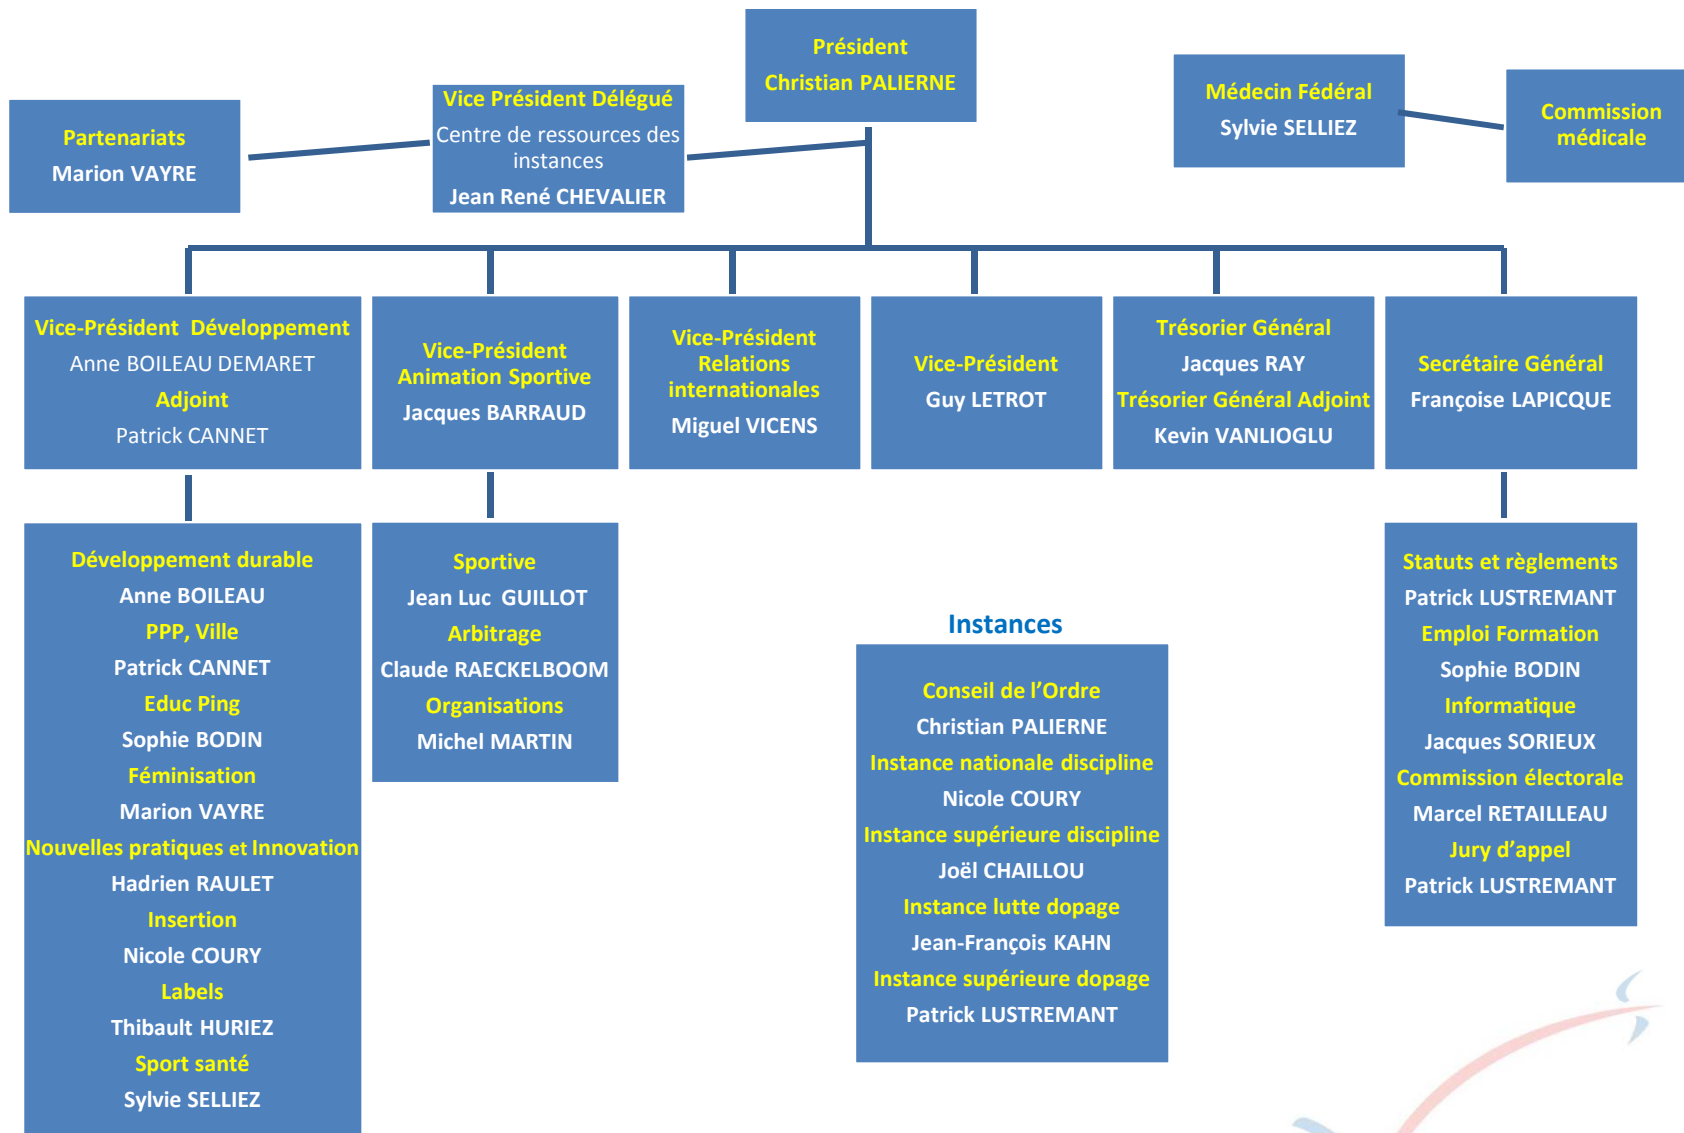 Président
Christian PALIERNE
Vice Président Délégué
Centre de ressources des
instances
Jean René CHEVALIER
Partenariats
Marion VAYRE
Médecin Fédéral
Sylvie SELLIEZ
Commission
médicale
Vice-Président Développement
Anne BOILEAU DEMARET
Adjoint
Patrick CANNET
Vice-Président
Animation Sportive
Jacques BARRAUD
Vice-Président
Relations
internationales
Miguel VICENS
Vice-Président
Guy LETROT
Trésorier Général
Jacques RAY
Trésorier Général Adjoint
Kevin VANLIOGLU
Secrétaire Général
Françoise LAPICQUE
Développement durable
Anne BOILEAU
PPP, Ville
Patrick CANNET
Educ Ping
Sophie BODIN
Féminisation
Marion VAYRE
Nouvelles pratiques et Innovation
Hadrien RAULET
Insertion
Nicole COURY
Labels
Thibault HURIEZ
Sport santé
Sylvie SELLIEZ
Sportive
Jean Luc GUILLOT
Arbitrage
Claude RAECKELBOOM
Organisations
Michel MARTIN
Instances
Conseil de l’Ordre
Christian PALIERNE
Instance nationale discipline
Nicole COURY
Instance supérieure discipline
Joël CHAILLOU
Instance lutte dopage
Jean-François KAHN
Instance supérieure dopage
Patrick LUSTREMANT
Statuts et règlements
Patrick LUSTREMANT
Emploi Formation
Sophie BODIN
Informatique
Jacques SORIEUX
Commission électorale
Marcel RETAILLEAU
Jury d’appel
Patrick LUSTREMANT